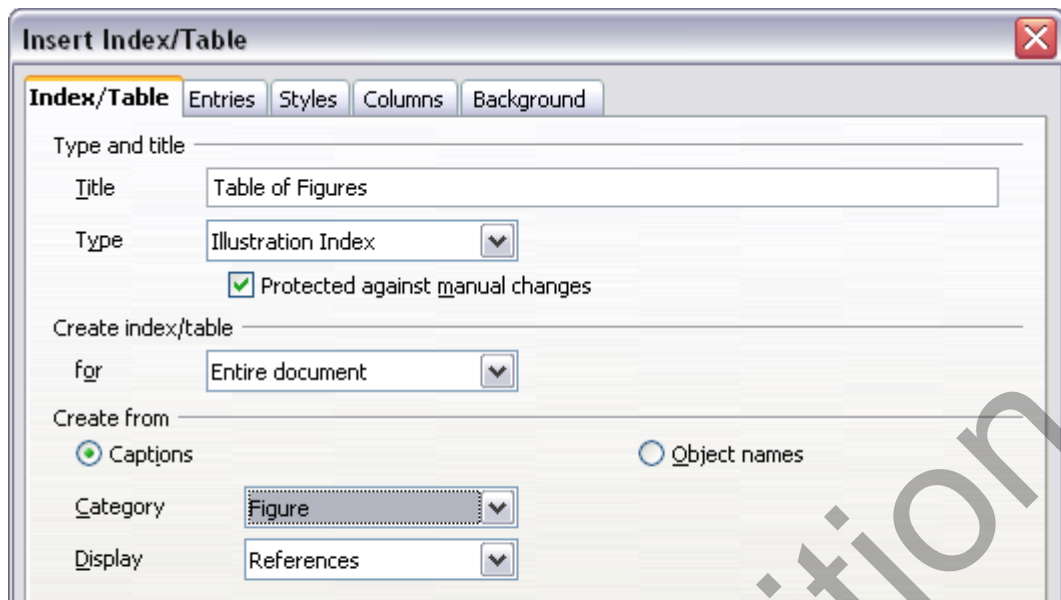 Insert Index/Table
Index/Table Entries Styles Columns Background
Type and title
Title Table of Figures
Type Illustration Index
Protected against manual changes
Create index/table
for Entire document
Create from
Captions Object names
Category Figure
Display References